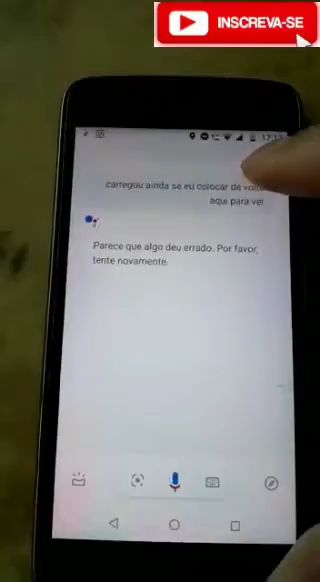 INSCREVA-SE
17:13
carregou ainda se eu colocar de volta
aqui para ver
Parece que algo deu errado. Por favor,
tente novamente.